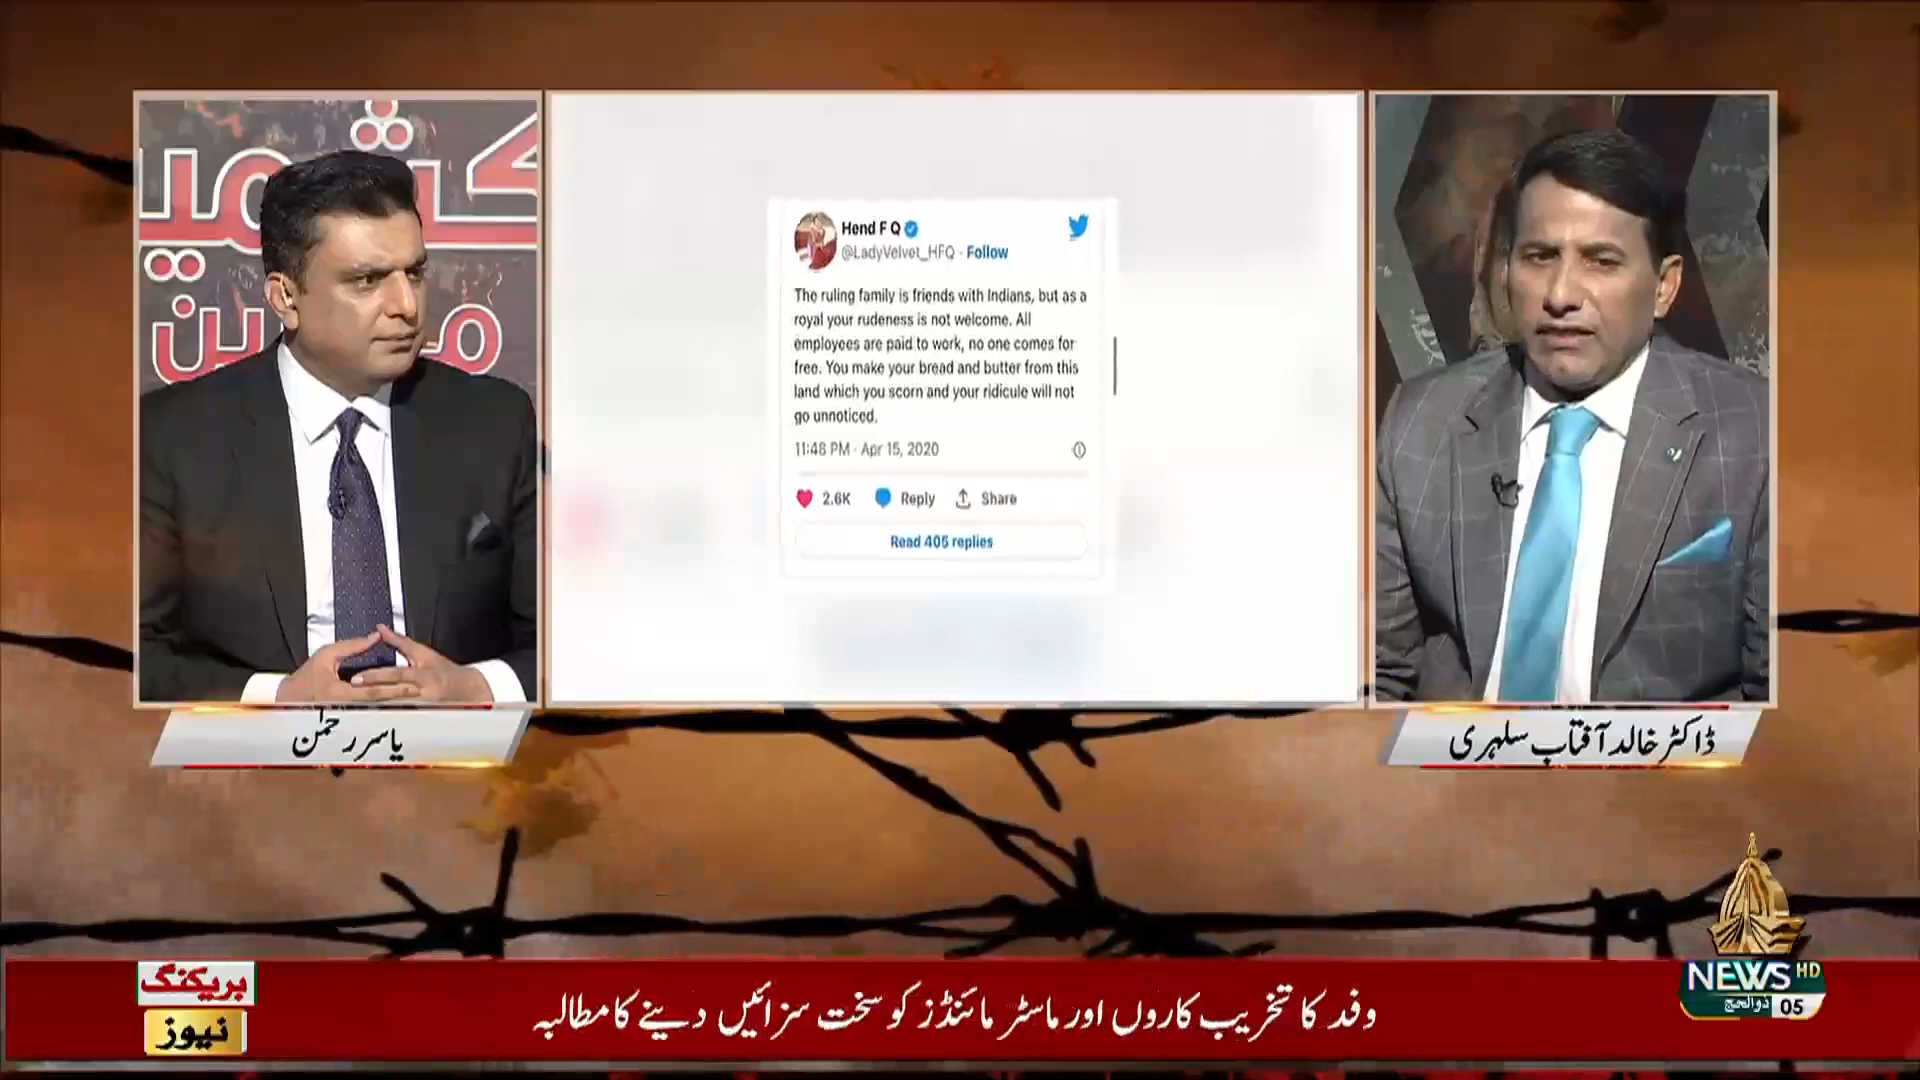 کشمیر
میں
Hend F Q
@LadyVelvet_HFQ · Follow
The ruling family is friends with Indians, but as a
royal your rudeness is not welcome. All
employees are paid to work, no one comes for
free. You make your bread and butter from this
land which you scorn and your ridicule will not
go unnoticed.
11:48 PM · Apr 15, 2020
2.6K Reply Share
Read 405 replies
یاسر رحمٰن
ڈاکٹر خالد آفتاب سلہری
بریکنگ
نیوز
وفد کا تخریب کاروں اور ماسٹر مائنڈز کو سخت سزائیں دینے کا مطالبہ
NEWS HD
ذوالحج 05